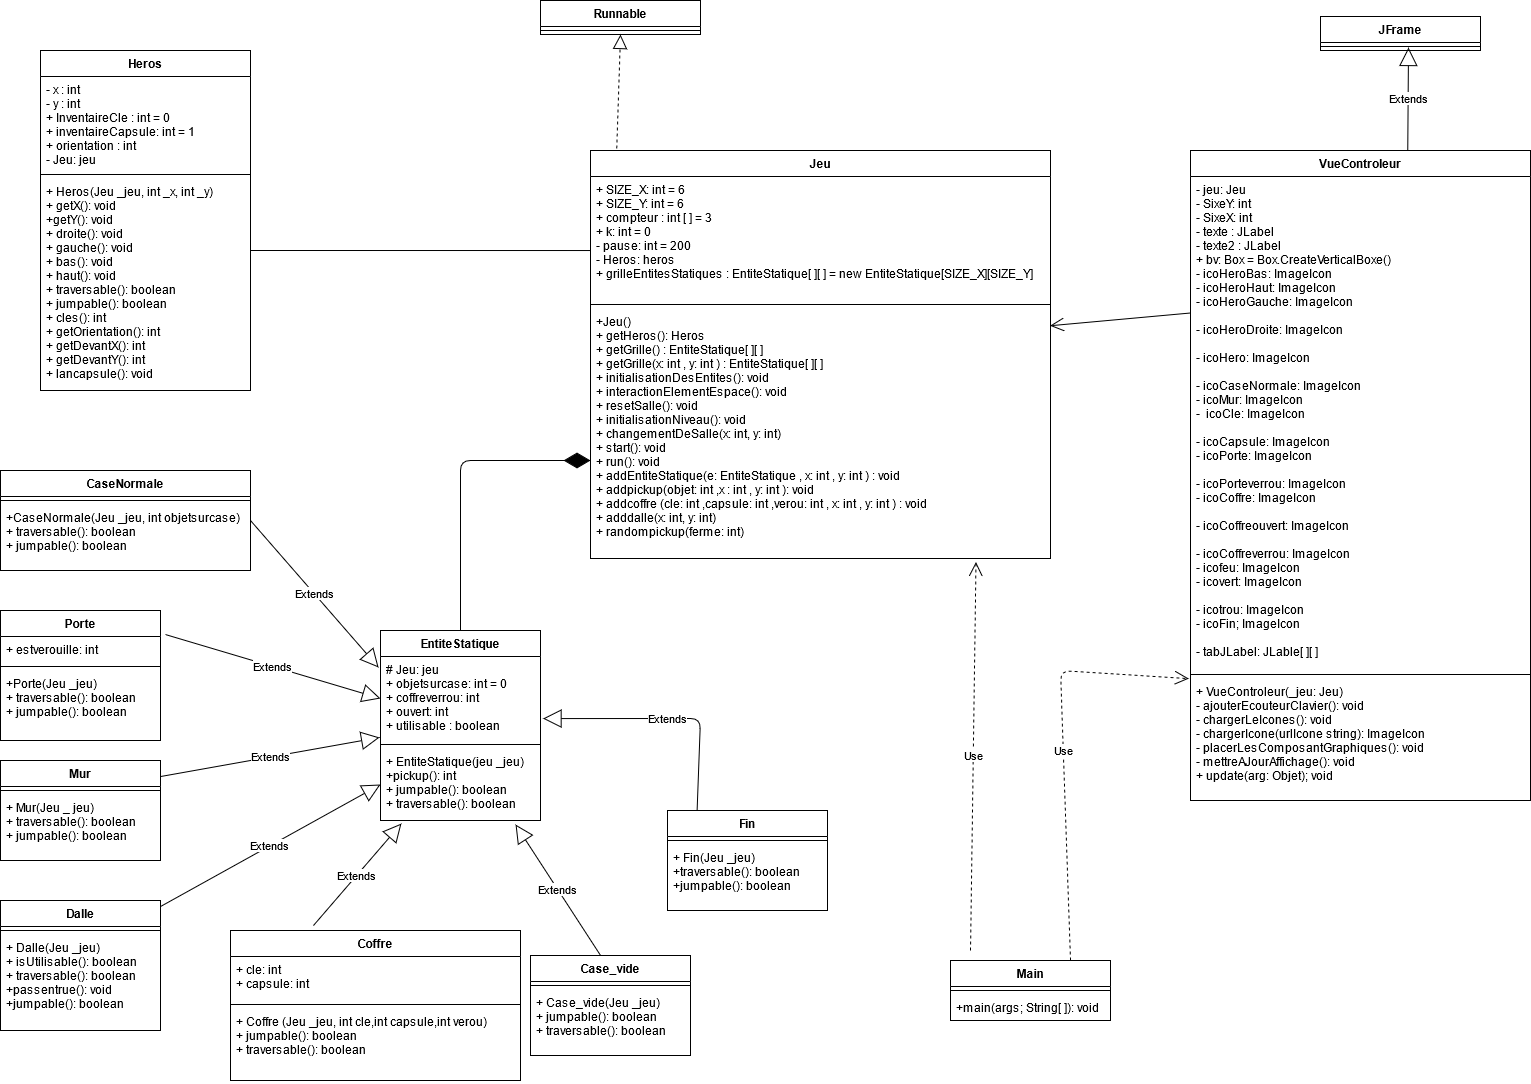 Runnable
JFrame
Extends
Heros
- x : int
- y : int
+ InventaireCle : int = 0
+ inventaireCapsule: int = 1
+ orientation : int
- Jeu: jeu
+ Heros(Jeu _jeu, int _x, int _y)
+ getX(): void
+getY(): void
+ droite(): void
+ gauche(): void
+ bas(): void
+ haut(): void
+ traversable(): boolean
+ jumpable(): boolean
+ cles(): int
+ getOrientation(): int
+ getDevantX(): int
+ getDevantY(): int
+ lancapsule(): void
Jeu
+ SIZE_X: int = 6
+ SIZE_Y: int = 6
+ compteur : int [ ] = 3
+ k: int = 0
- pause: int = 200
- Heros: heros
+ grilleEntitesStatiques : EntiteStatique[ ][ ] = new EntiteStatique[SIZE_X][SIZE_Y]
+Jeu()
+ getHeros(): Heros
+ getGrille() : EntiteStatique[ ][ ]
+ getGrille(x: int , y: int ) : EntiteStatique[ ][ ]
+ initialisationDesEntites(): void
+ interactionElementEspace(): void
+ resetSalle(): void
+ initialisationNiveau(): void
+ changementDeSalle(x: int, y: int)
+ start(): void
+ run(): void
+ addEntiteStatique(e: EntiteStatique , x: int , y: int ) : void
+ addpickup(objet: int ,x : int , y: int ): void
+ addcoffre (cle: int ,capsule: int ,verou: int , x: int , y: int ) : void
+ adddalle(x: int, y: int)
+ randompickup(ferme: int)
VueControleur
- jeu: Jeu
- SixeY: int
- SixeX: int
- texte : JLabel
- texte2 : JLabel
+ bv: Box = Box.CreateVerticalBoxe()
- icoHeroBas: ImageIcon
- icoHeroHaut: ImageIcon
- icoHeroGauche: ImageIcon
- icoHeroDroite: ImageIcon
- icoHero: ImageIcon
- icoCaseNormale: ImageIcon
- icoMur: ImageIcon
-  icoCle: ImageIcon
- icoCapsule: ImageIcon
- icoPorte: ImageIcon
- icoPorteverrou: ImageIcon
- icoCoffre: ImageIcon
- icoCoffreouvert: ImageIcon
- icoCoffreverrou: ImageIcon
- icofeu: ImageIcon
- icovert: ImageIcon
- icotrou: ImageIcon
- icoFin; ImageIcon
- tabJLabel: JLable[ ][ ]
+ VueControleur(_jeu: Jeu)
- ajouterEcouteurClavier(): void
- chargerLeIcones(): void
- chargerIcone(urlIcone string): ImageIcon
- placerLesComposantGraphiques(): void
- mettreAJourAffichage(): void
+ update(arg: Objet); void
CaseNormale
+CaseNormale(Jeu _jeu, int objetsurcase)
+ traversable(): boolean
+ jumpable(): boolean
Extends
Porte
+ estverouille: int
+Porte(Jeu _jeu)
+ traversable(): boolean
+ jumpable(): boolean
Extends
EntiteStatique
# Jeu: jeu
+ objetsurcase: int = 0
+ coffreverrou: int
+ ouvert: int
+ utilisable : boolean
+ EntiteStatique(jeu _jeu)
+pickup(): int
+ jumpable(): boolean
+ traversable(): boolean
Extends
Mur
+ Mur(Jeu _ jeu)
+ traversable(): boolean
+ jumpable(): boolean
Extends
Dalle
+ Dalle(Jeu _jeu)
+ isUtilisable(): boolean
+ traversable(): boolean
+passentrue(): void
+jumpable(): boolean
Extends
Coffre
+ cle: int
+ capsule: int
+ Coffre (Jeu _jeu, int cle,int capsule,int verou)
+ jumpable(): boolean
+ traversable(): boolean
Extends
Case_vide
+ Case_vide(Jeu _jeu)
+ jumpable(): boolean
+ traversable(): boolean
Extends
Fin
+ Fin(Jeu _jeu)
+traversable(): boolean
+jumpable(): boolean
Extends
Use
Use
Main
+main(args; String[ ]): void